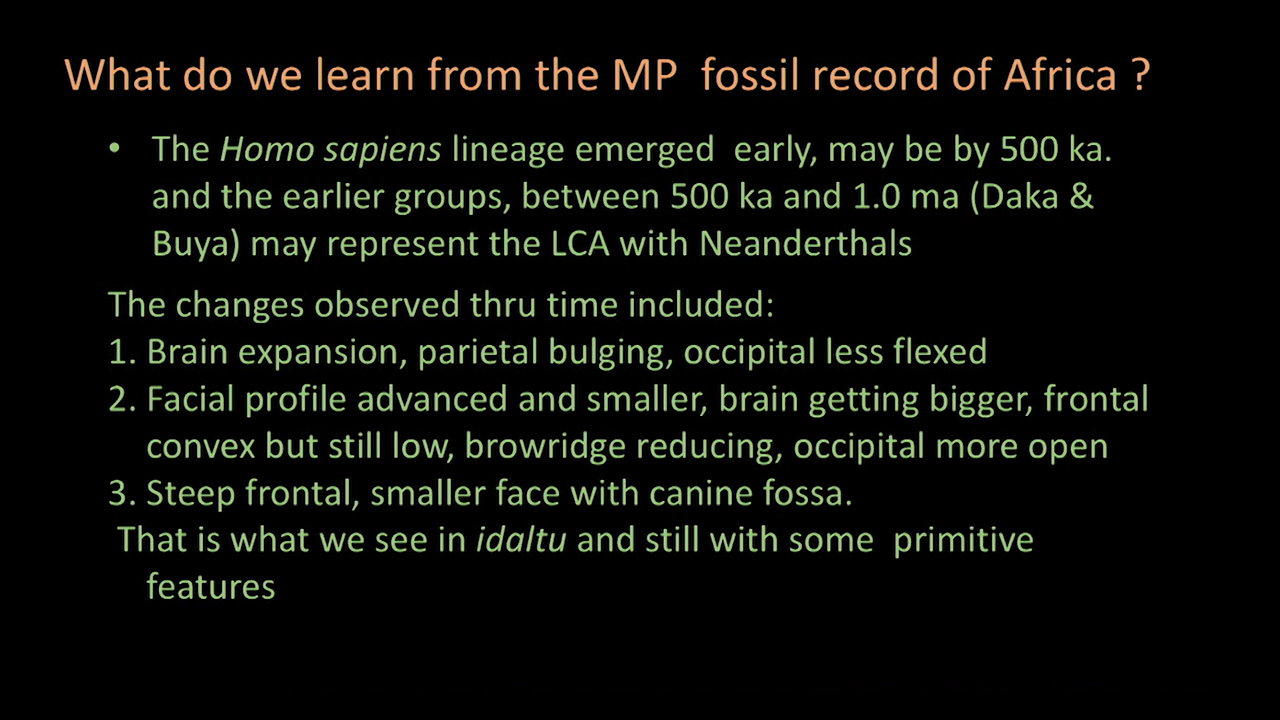 What do we learn from the MP fossil record of Africa ?
• The Homo sapiens lineage emerged early, may be by 500 ka.
and the earlier groups, between 500 ka and 1.0 ma (Daka &
Buya) may represent the LCA with Neanderthals
The changes observed thru time included:
1. Brain expansion, parietal bulging, occipital less flexed
2. Facial profile advanced and smaller, brain getting bigger, frontal
convex but still low, browridge reducing, occipital more open
3. Steep frontal, smaller face with canine fossa.
That is what we see in idaltu and still with some primitive
features